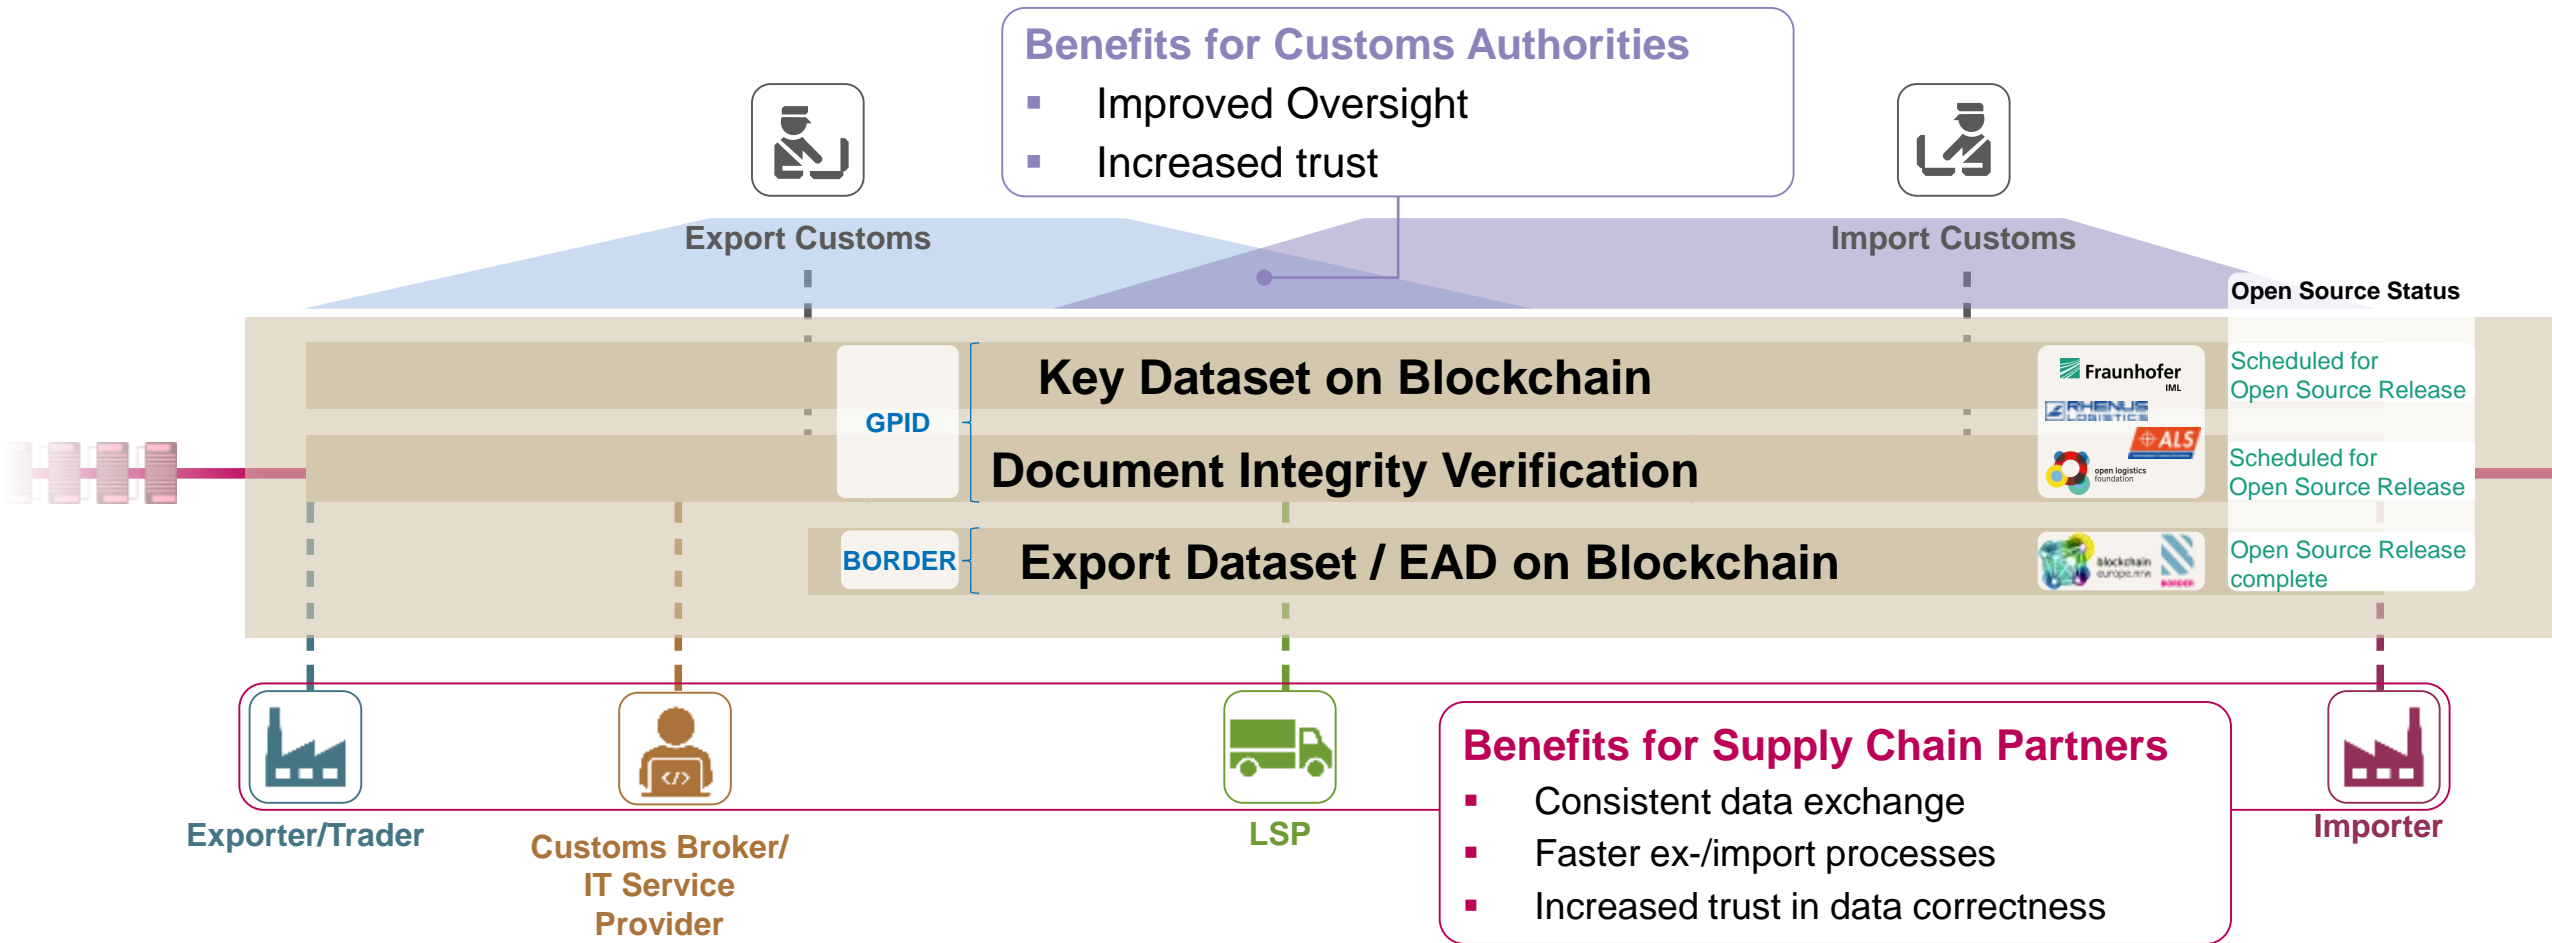 Benefits for Customs Authorities
▪ Improved Oversight
▪ Increased trust
Export Customs
Import Customs
Open Source Status
Key Dataset on Blockchain
Fraunhofer
IML
RHENUS
LOGISTICS
Scheduled for
Open Source Release
GPID
Document Integrity Verification
ALS
open logistics
foundation
Scheduled for
Open Source Release
BORDER
Export Dataset / EAD on Blockchain
blockchain
europe.nrw
BORDER
Open Source Release
complete
Exporter/Trader
Customs Broker/
IT Service
Provider
</>
LSP
Benefits for Supply Chain Partners
▪ Consistent data exchange
▪ Faster ex-/import processes
▪ Increased trust in data correctness
Importer